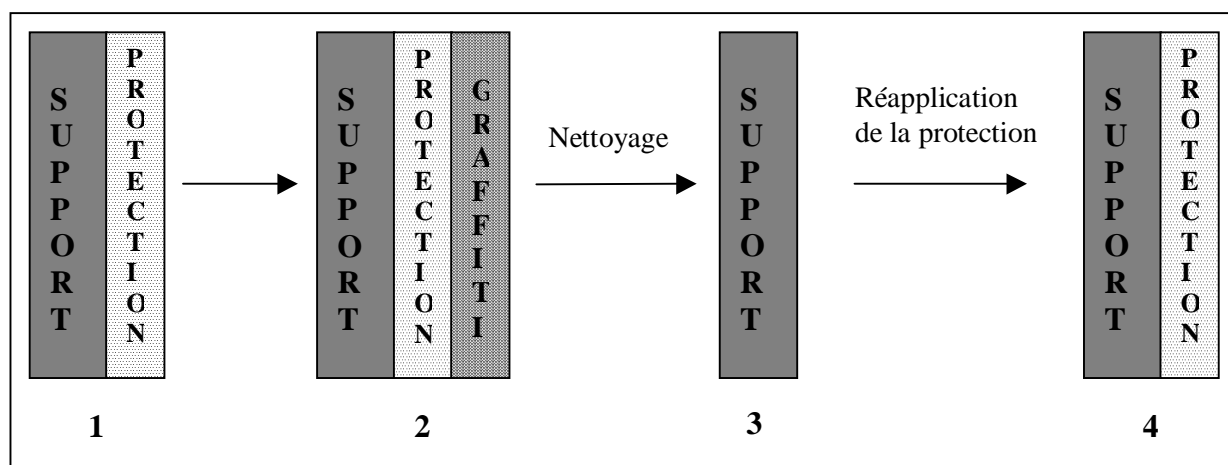 SUPPORT
PROTECTION
SUPPORT
PROTECTION
GRAFFITI
Nettoyage
SUPPORT
Réapplication
de la protection
SUPPORT
PROTECTION
1
2
3
4